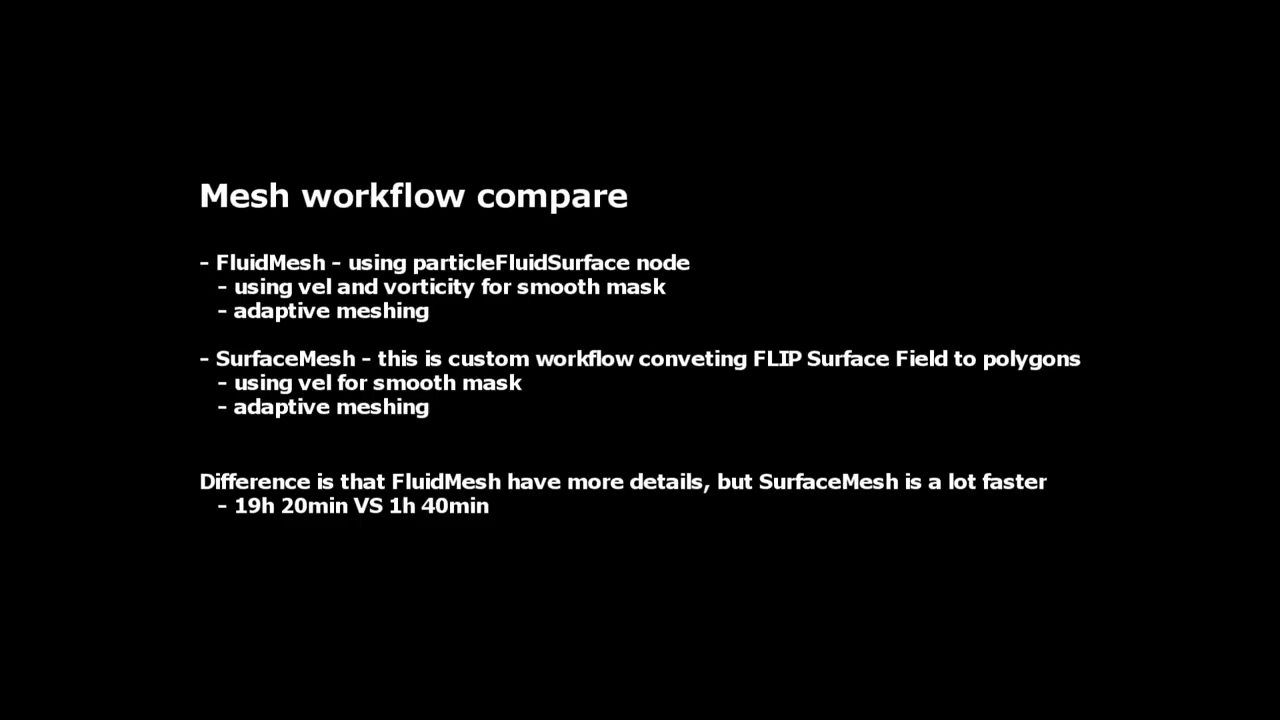 Mesh workflow compare
- FluidMesh - using particleFluidSurface node
- using vel and vorticity for smooth mask
- adaptive meshing
- SurfaceMesh - this is custom workflow conveting FLIP Surface Field to polygons
- using vel for smooth mask
- adaptive meshing
Difference is that FluidMesh have more details, but SurfaceMesh is a lot faster
- 19h 20min VS 1h 40min